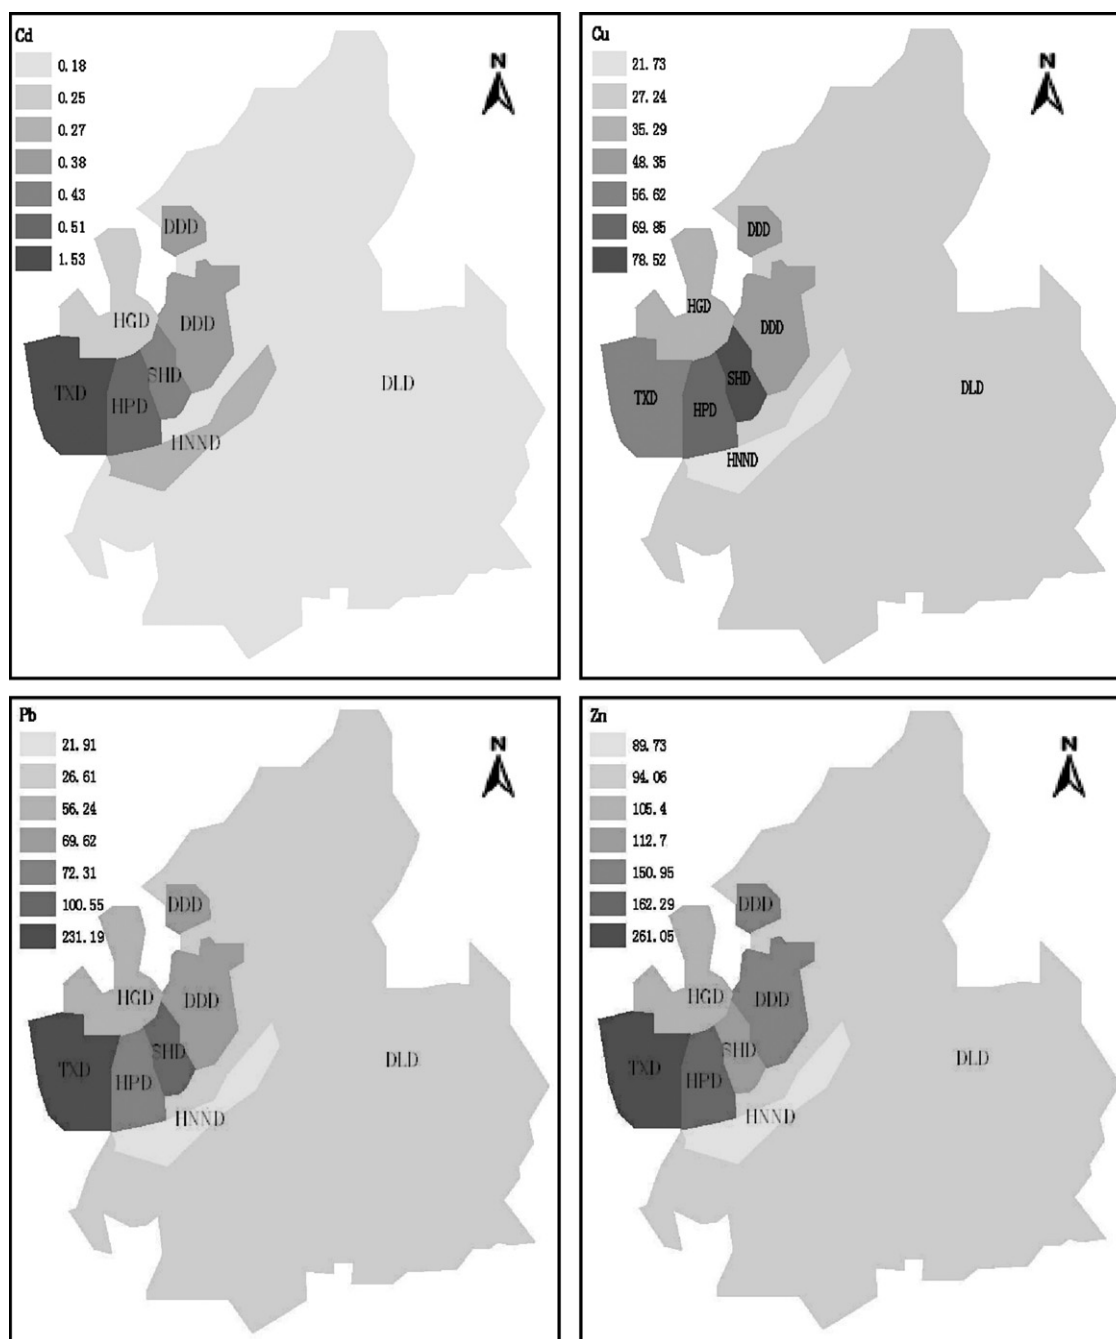 Cd
N
0.18
0.25
0.27
0.38
0.43
0.51
1.53
DDD
HGD
DDD
SHD
TXD
HPD
DLD
HNND
Cu
N
21.73
27.24
35.29
48.35
56.62
69.85
78.52
DDD
HGD
DDD
SHD
TXD
HPD
DLD
HNND
Pb
N
21.91
26.61
56.24
69.62
72.31
100.55
231.19
DDD
HGD
DDD
SHD
TXD
HPD
DLD
HNND
Zn
N
89.73
94.06
105.4
112.7
150.95
162.29
261.05
DDD
HGD
DDD
SHD
TXD
HPD
DLD
HNND